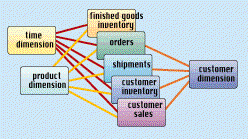 finished goods
inventory
time
dimension
orders
shipments
customer
dimension
product
dimension
customer
inventory
customer
sales